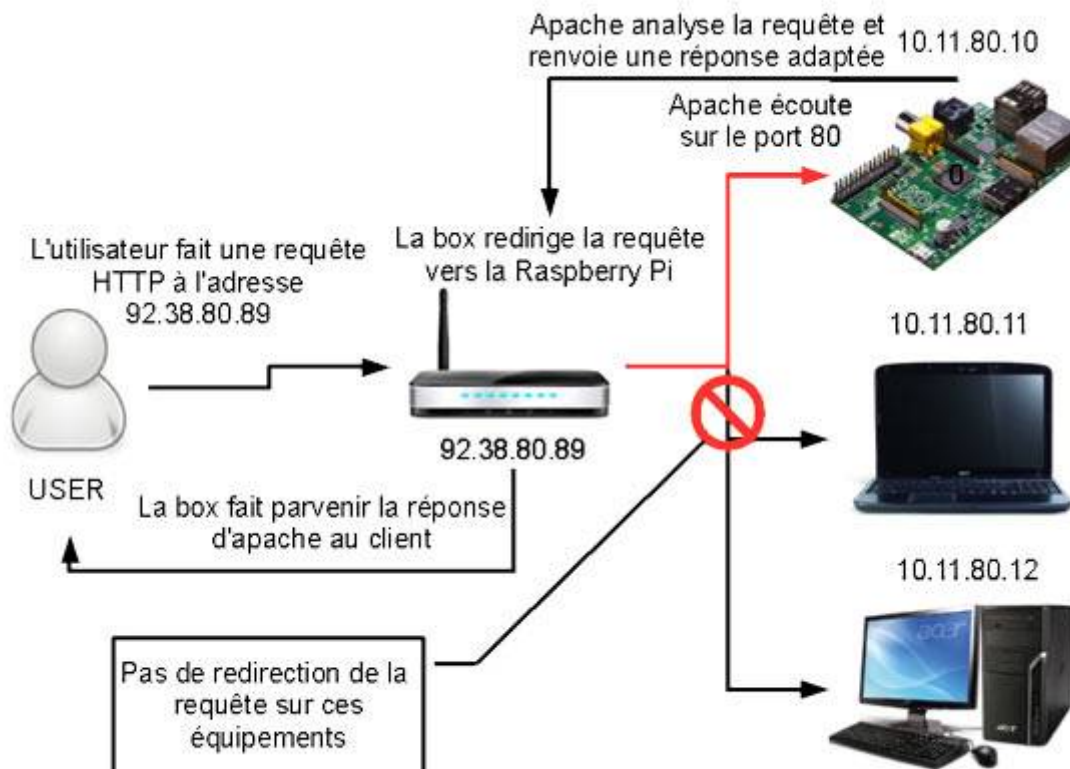 Apache analyse la requête et
renvoie une réponse adaptée
10.11.80.10
Apache écoute
sur le port 80
0
L'utilisateur fait une requête
HTTP à l'adresse
92.38.80.89
La box redirige la requête
vers la Raspberry Pi
10.11.80.11
92.38.80.89
USER
La box fait parvenir la réponse
d'apache au client
10.11.80.12
acer
Pas de redirection de la
requête sur ces
équipements